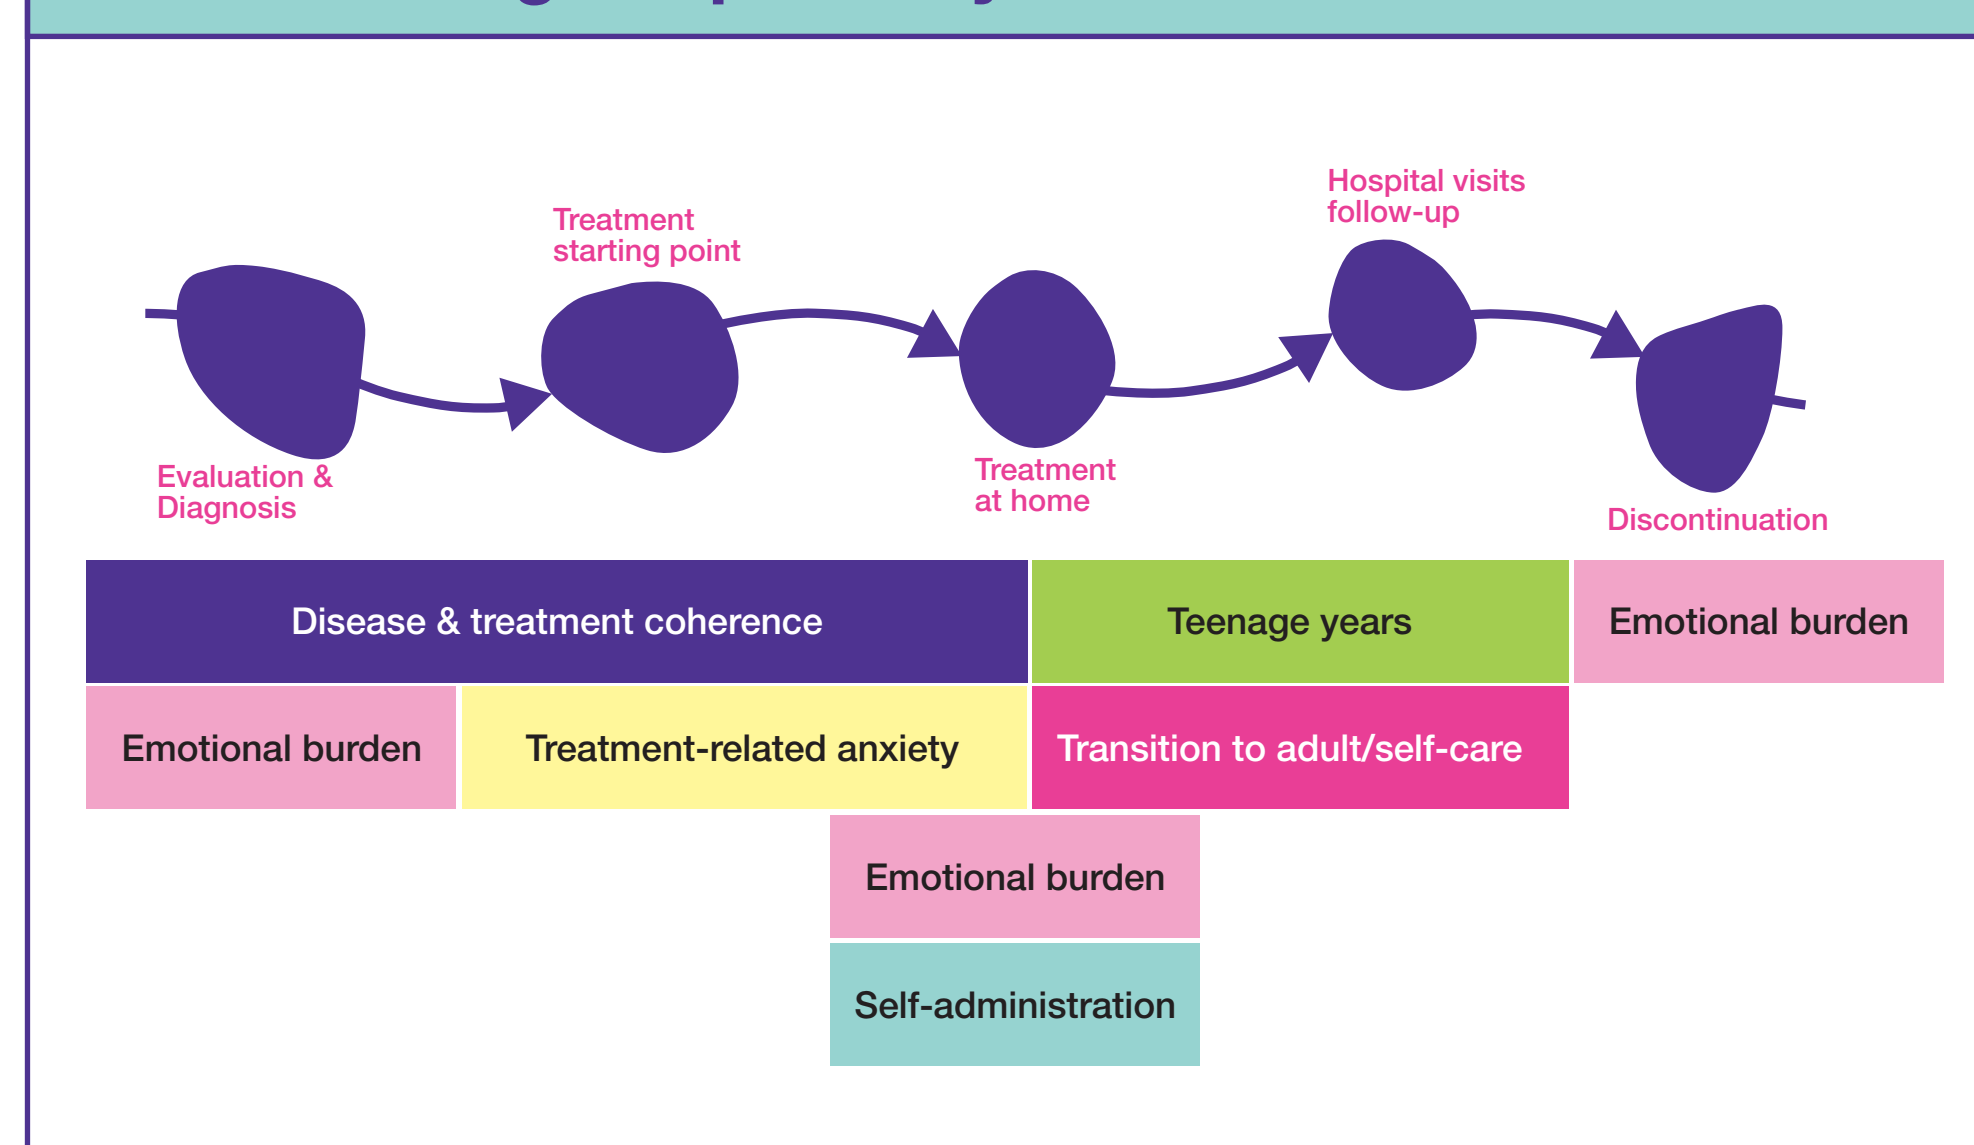 Hospital visits
follow-up
Treatment
starting point
Evaluation &
Diagnosis
Treatment
at home
Discontinuation
Disease & treatment coherence
Teenage years
Emotional burden
Emotional burden
Treatment-related anxiety
Transition to adult/self-care
Emotional burden
Self-administration